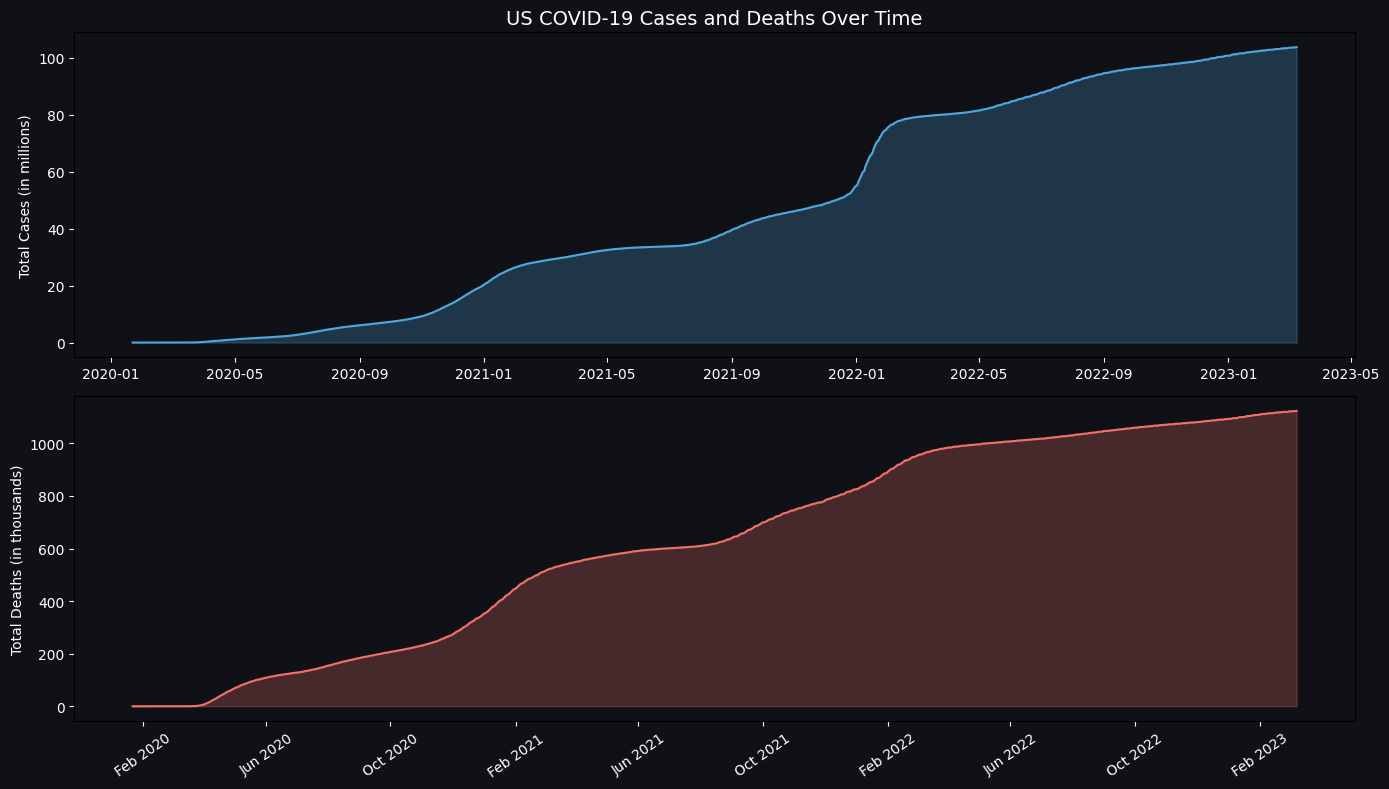 US COVID-19 Cases and Deaths Over Time
Total Cases (in millions)
100
80
60
40
20
0
2020-01 2020-05 2020-09 2021-01 2021-05 2021-09 2022-01 2022-05 2022-09 2023-01 2023-05
Total Deaths (in thousands)
1000
800
600
400
200
0
Feb 2020 Jun 2020 Oct 2020 Feb 2021 Jun 2021 Oct 2021 Feb 2022 Jun 2022 Oct 2022 Feb 2023